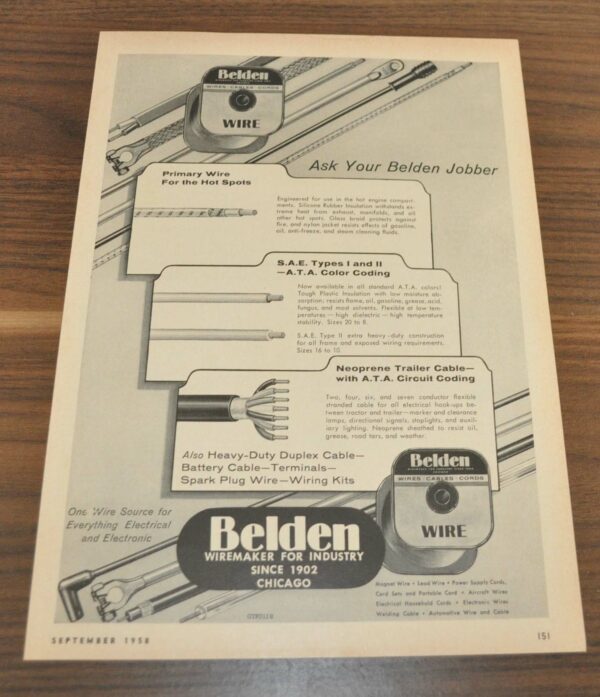 Belden
WIRES CABLES CORDS
WIRE
Ask Your Belden Jobber
Primary Wire
For the Hot Spots
Engineered for use in the hot engine compart-
ments. Silicone Rubber Insulation withstands ex-
treme heat from exhaust, manifolds, and all
other hot spots. Glass braid protects against
fire, and nylon jacket resists effects of gasoline,
oil, anti-freeze, and steam cleaning fluids.
S.A.E. Types I and II
—A.T.A. Color Coding
Now available in all standard A.T.A. colors!
Tough Plastic Insulation with low moisture ab-
sorption; resists flame, oil, gasoline, grease, acid,
fungus, and most solvents. Flexible at low tem-
peratures — high dielectric — high temperature
stability. Sizes 20 to 8.
S.A.E. Type II extra heavy-duty construction
for all frame and exposed wiring requirements.
Sizes 16 to 10.
Neoprene Trailer Cable—
with A.T.A. Circuit Coding
Two, four, six, and seven conductor flexible
stranded cable for all electrical hook-ups be-
tween tractor and trailer—marker and clearance
lamps, directional signals, stoplights, and auxil-
iary lighting. Neoprene sheathed to resist oil,
grease, road tars, and weather.
Also Heavy-Duty Duplex Cable—
Battery Cable—Terminals—
Spark Plug Wire—Wiring Kits
Belden
WIRES CABLES CORDS
WIRE
One Wire Source for
Everything Electrical
and Electronic
Belden
WIREMAKER FOR INDUSTRY
SINCE 1902
CHICAGO
Magnet Wire • Lead Wire • Power Supply Cords,
Cord Sets and Portable Cord • Aircraft Wires
Electrical Household Cords • Electronic Wires
Welding Cable • Automotive Wire and Cable
SEPTEMBER 1958
151